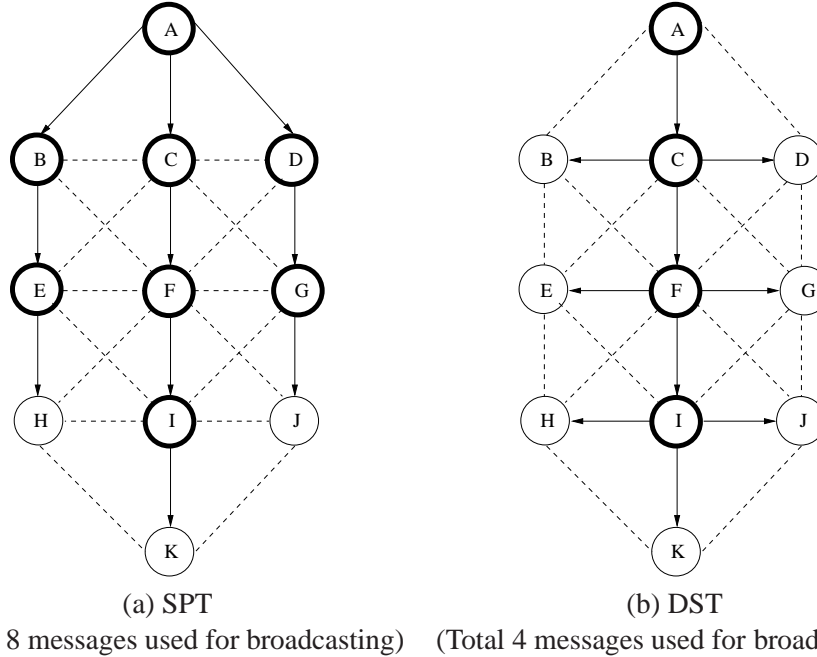 A
B C D
E F G
H I J
K
(a) SPT
8 messages used for broadcasting)
A
B C D
E F G
H I J
K
(b) DST
(Total 4 messages used for broad